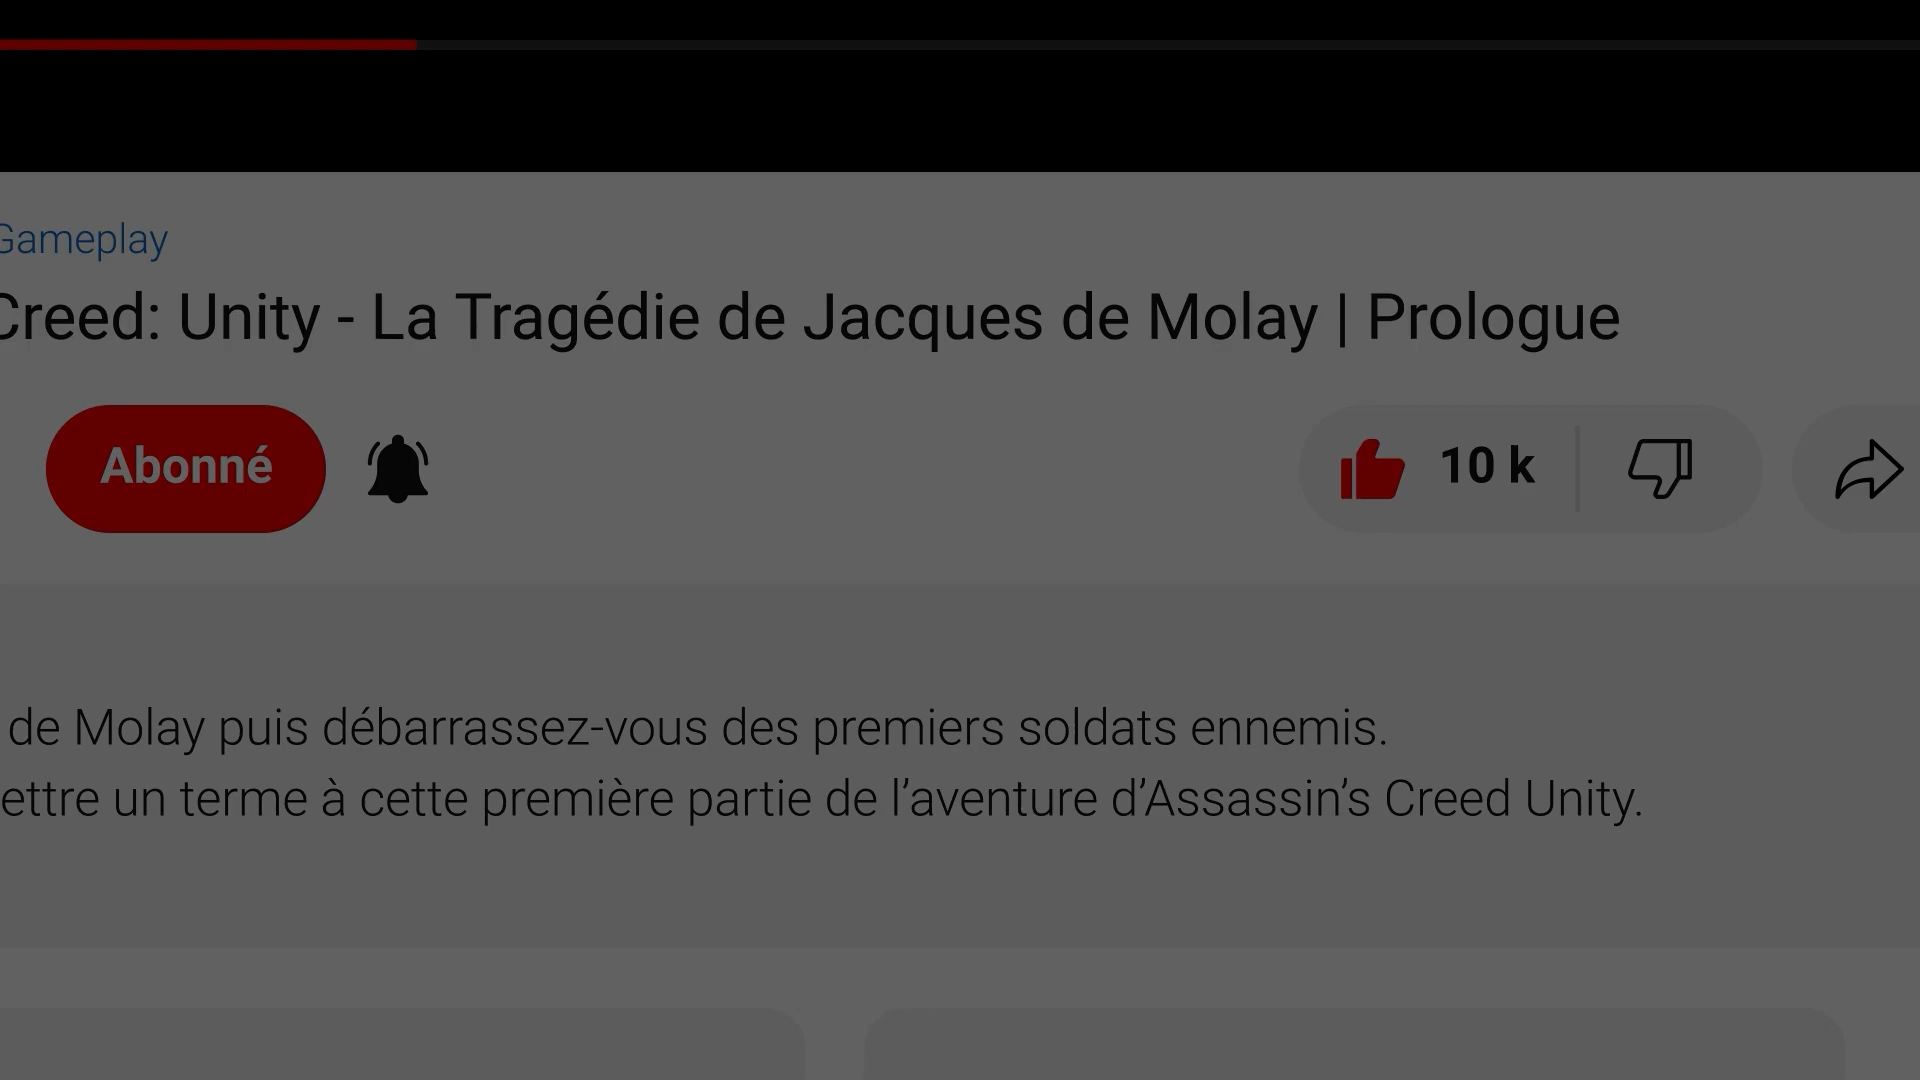 Gameplay
Creed: Unity - La Tragédie de Jacques de Molay | Prologue
Abonné
10 k
de Molay puis débarrassez-vous des premiers soldats ennemis.
ettre un terme à cette première partie de l’aventure d’Assassin’s Creed Unity.